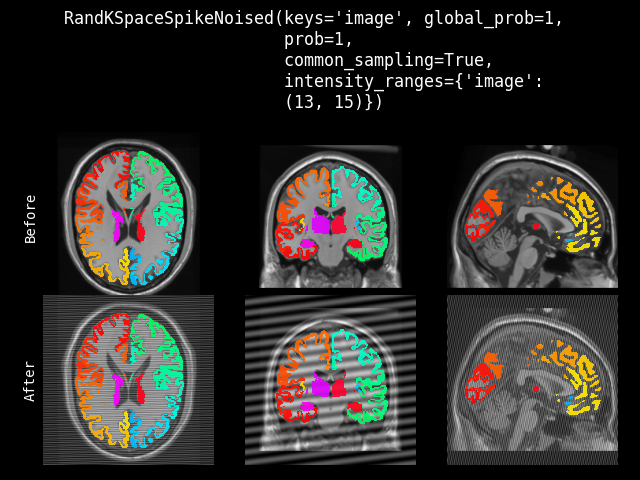 RandKSpaceSpikeNoised(keys='image', global_prob=1,
prob=1,
common_sampling=True,
intensity_ranges={'image':
(13, 15)})
Before
After